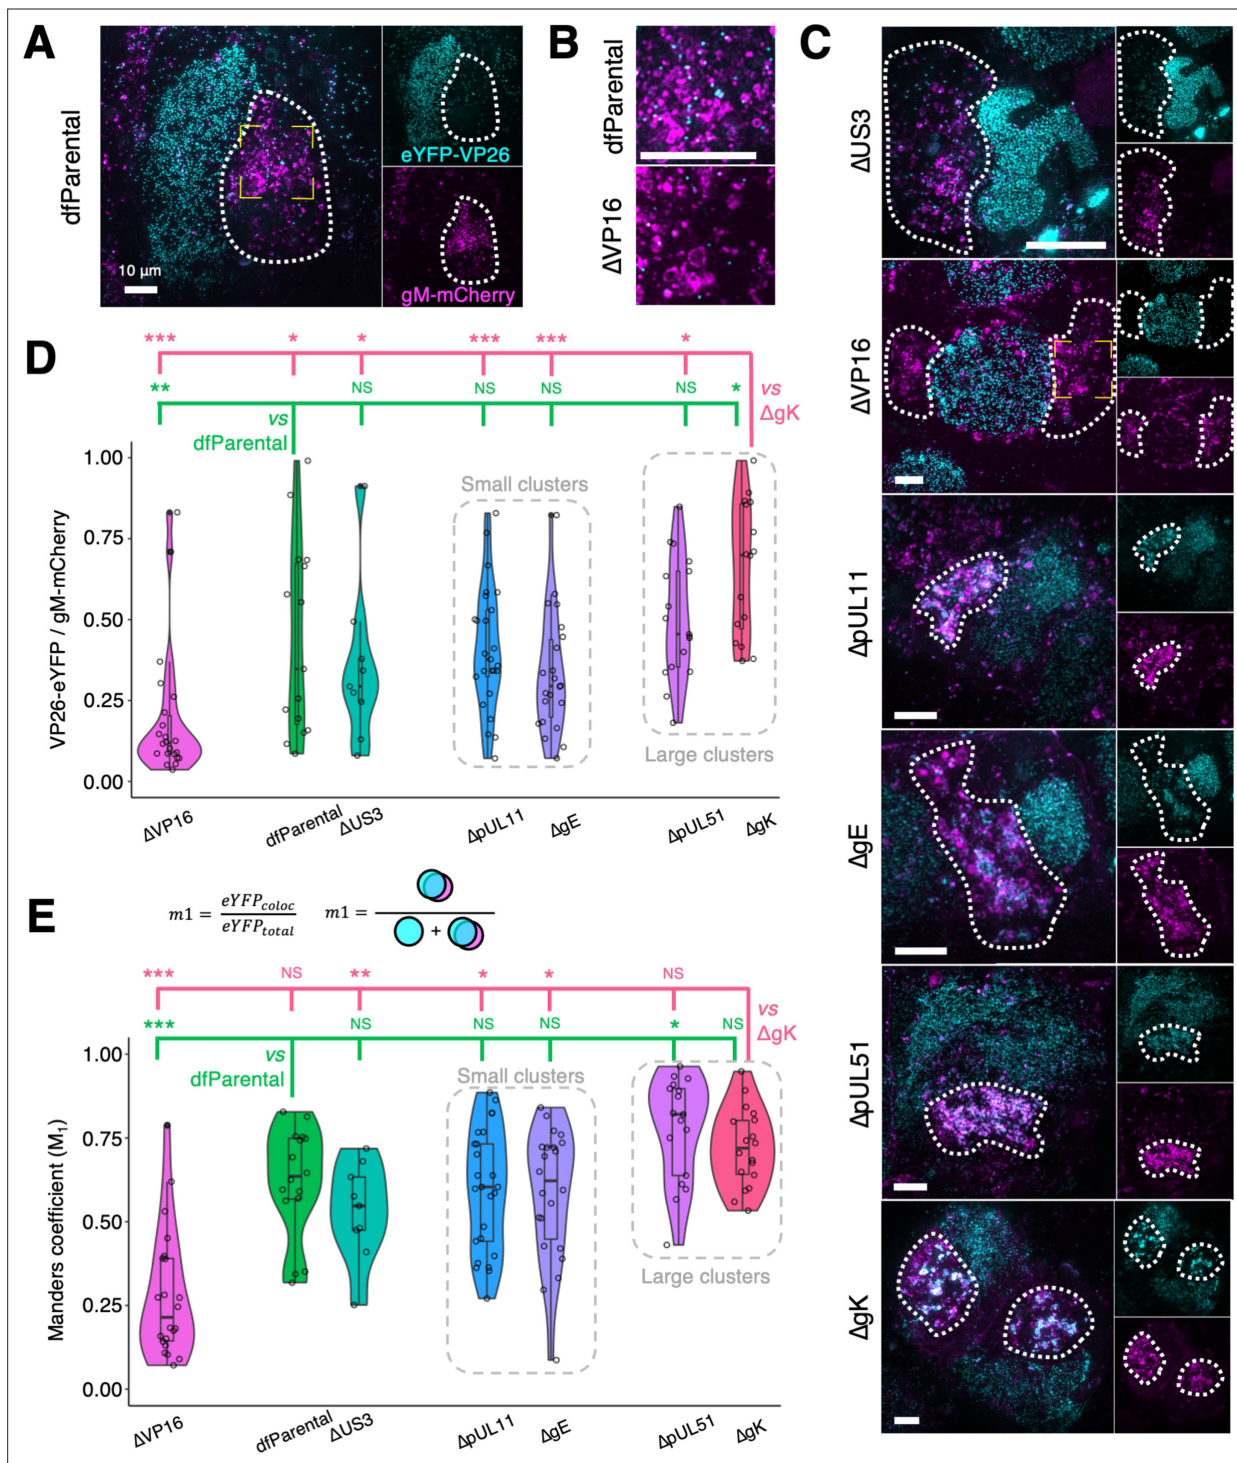 A
dfParental
10 μm
eYFP-VP26
gM-mCherry
B
dfParental
ΔVP16
C
ΔUS3
ΔVP16
ΔpUL11
ΔgE
ΔpUL51
ΔgK
D
*** * * *** *** *
** NS NS NS NS *
vs
dfParental
vs
ΔgK
Small clusters
Large clusters
VP26-eYFP / gM-mCherry
1.00
0.75
0.50
0.25
0.00
ΔVP16 dfParental ΔUS3 ΔpUL11 ΔgE ΔpUL51 ΔgK
E
m1 = eYFPcoloc / eYFPtotal
m1 = +
*** NS ** * * NS
*** NS NS NS * NS
vs
dfParental
vs
ΔgK
Small clusters
Large clusters
Manders coefficient (M1)
1.00
0.75
0.50
0.25
0.00
ΔVP16 dfParental ΔUS3 ΔpUL11 ΔgE ΔpUL51 ΔgK